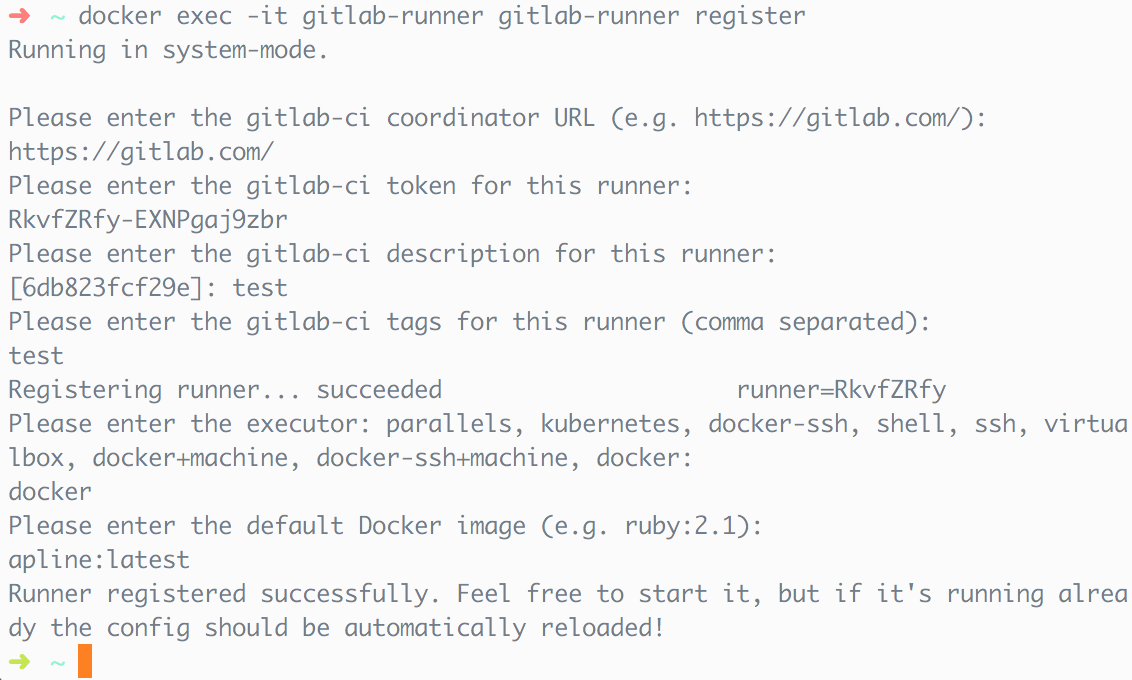 ➜ ~ docker exec -it gitlab-runner gitlab-runner register
Running in system-mode.
Please enter the gitlab-ci coordinator URL (e.g. https://gitlab.com/):
https://gitlab.com/
Please enter the gitlab-ci token for this runner:
RkvfZRfy-EXNPgaj9zbr
Please enter the gitlab-ci description for this runner:
[6db823fcf29e]: test
Please enter the gitlab-ci tags for this runner (comma separated):
test
Registering runner... succeeded                     runner=RkvfZRfy
Please enter the executor: parallels, kubernetes, docker-ssh, shell, ssh, virtua
lbox, docker+machine, docker-ssh+machine, docker:
docker
Please enter the default Docker image (e.g. ruby:2.1):
apline:latest
Runner registered successfully. Feel free to start it, but if it's running alrea
dy the config should be automatically reloaded!
➜ ~